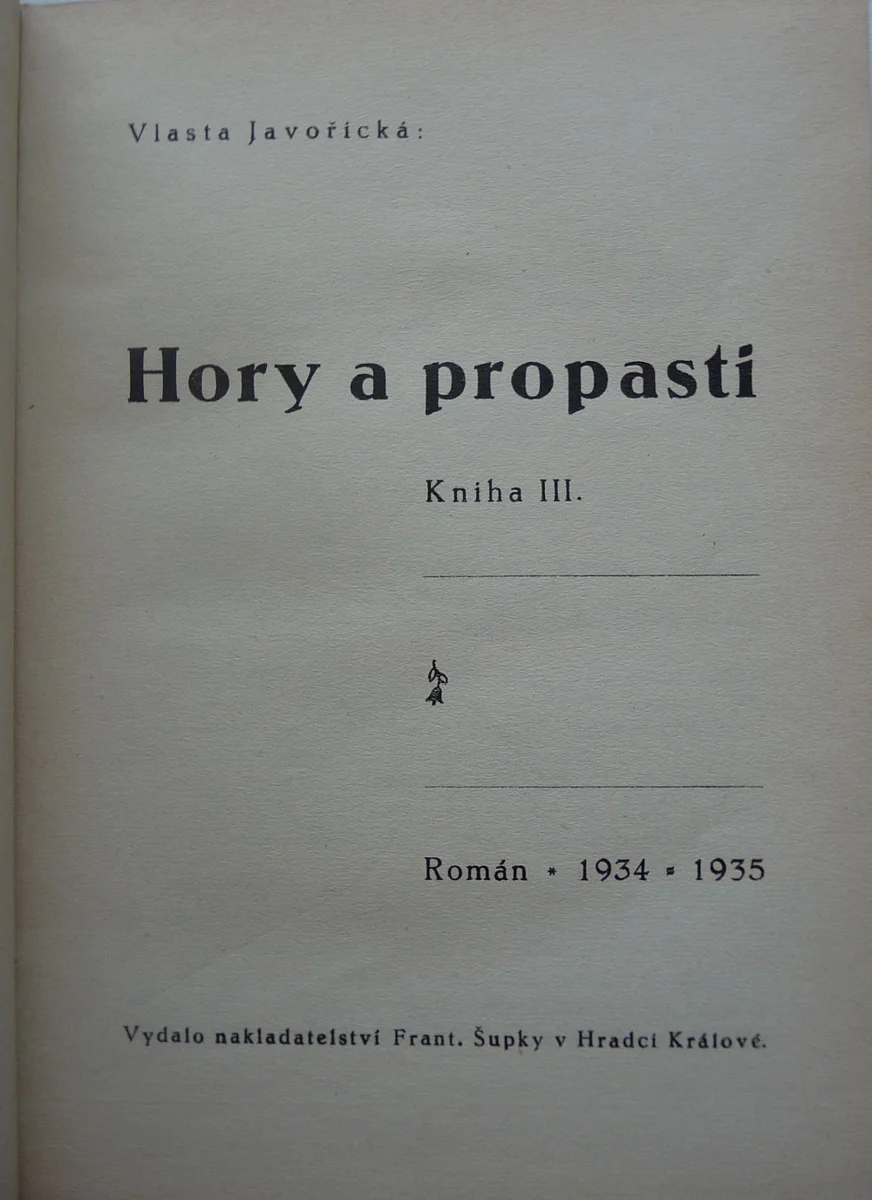 Vlasta Javořická:
Hory a propasti
Kniha III.
Román * 1934 - 1935
Vydalo nakladatelství Frant. Šupky v Hradci Králové.